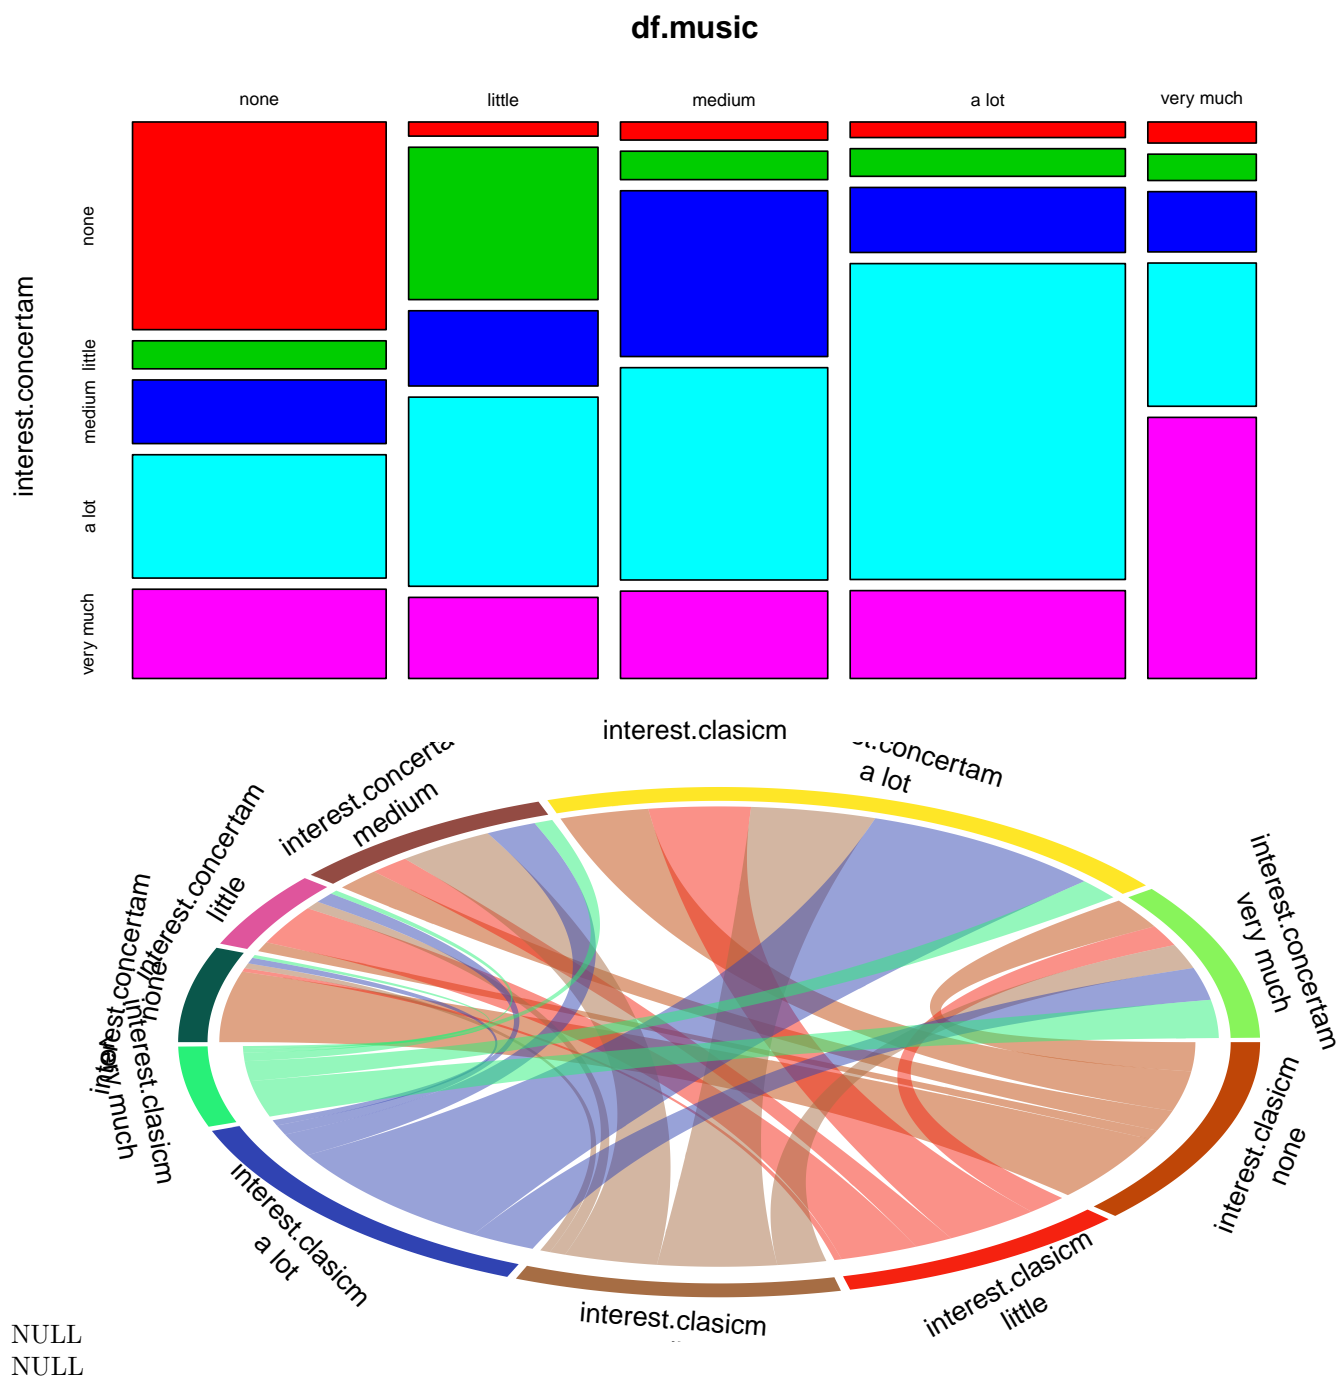 df.music
none little medium a lot very much
interest.concertam
none
little
medium
a lot
very much
interest.clasicm
interest.concertam
medium
a lot
interest.concertam
little
interest.concertam
very much
interest.concertam
none
interest.clasicm
much
interest.clasicm
a lot
interest.clasicm
interest.clasicm
little
interest.clasicm
none
NULL
NULL